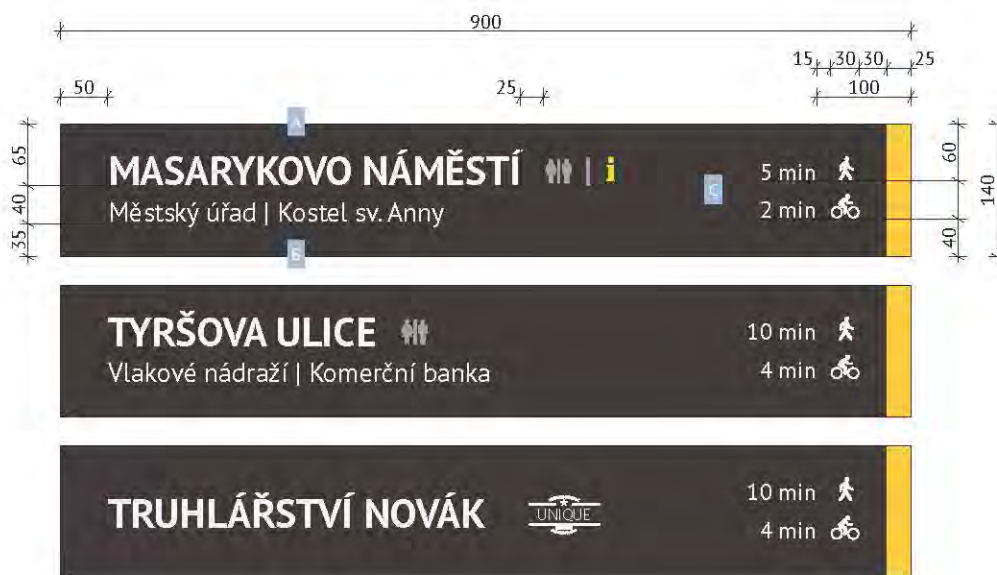 900
15 30 30 25
50 25 100
A
65 MASARYKOVO NÁMĚSTÍ | i 5 min 60
C
140
40 Městský úřad | Kostel sv. Anny 2 min
35 Б 40
TYRŠOVA ULICE 10 min
Vlakové nádraží | Komerční banka 4 min
TRUHLÁŘSTVÍ NOVÁK UNIQUE 10 min
4 min